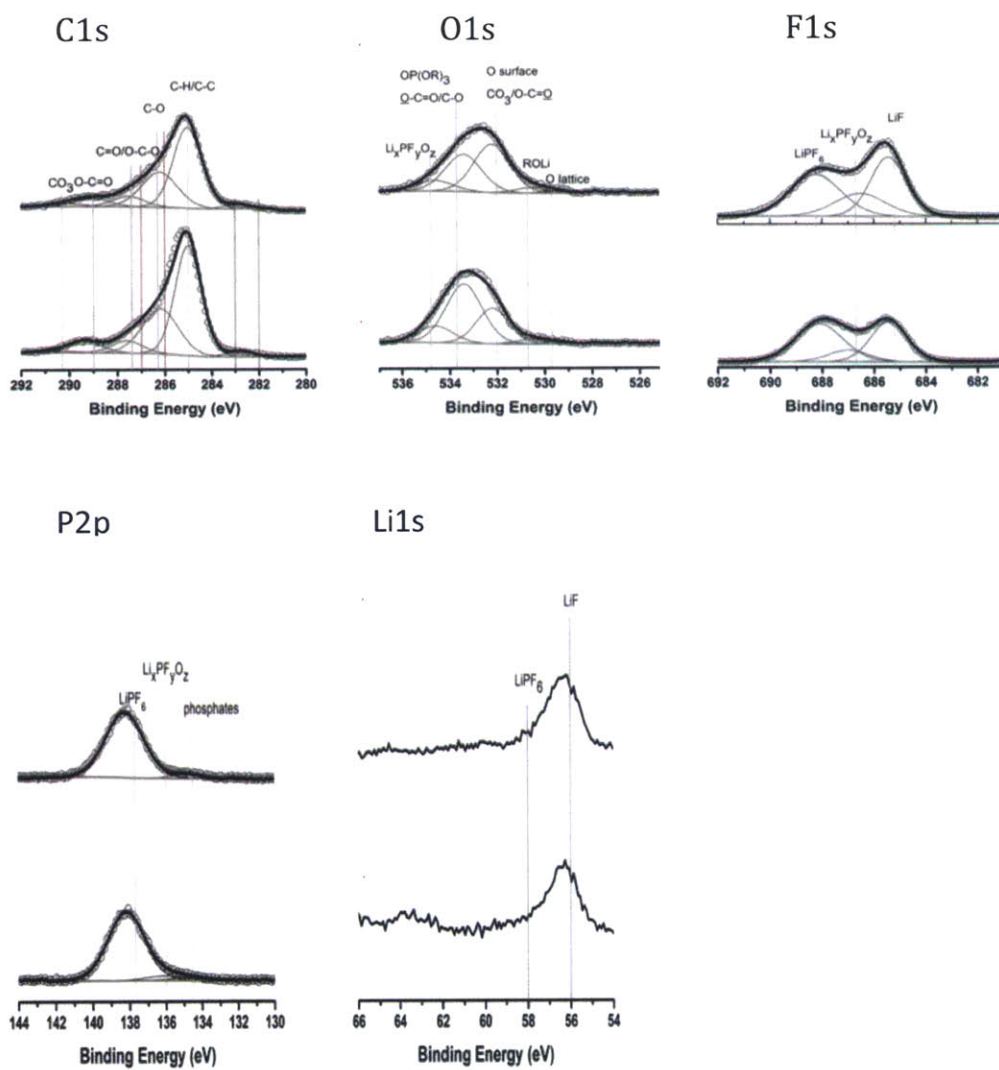 C1s
O1s
F1s
C-H/C-C
C-O
C=O/O-C-O
CO3O-C=O
OP(OR)3
O-C=O/C-O
O surface
CO3/O-C=O
LixPFyOz
ROLi
O lattice
LixPFyOz
LiPF6
LiF
292 290 288 286 284 282 280
Binding Energy (eV)
536 534 532 530 528 526
Binding Energy (eV)
692 690 688 686 684 682
Binding Energy (eV)
P2p
Li1s
LixPFyOz
LiPF6
phosphates
LiF
LiPF6
144 142 140 138 136 134 132 130
Binding Energy (eV)
66 64 62 60 58 56 54
Binding Energy (eV)